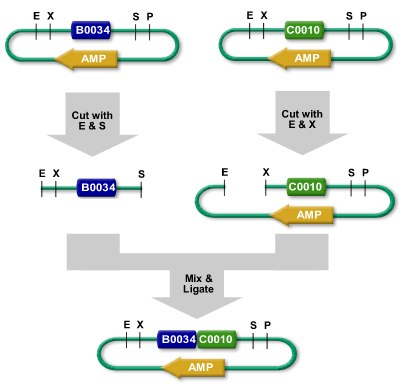 E X B0034 S P
AMP
E X C0010 S P
AMP
Cut with
E & S
Cut with
E & X
E X B0034 S
E X C0010 S P
AMP
Mix &
Ligate
E X B0034 C0010 S P
AMP